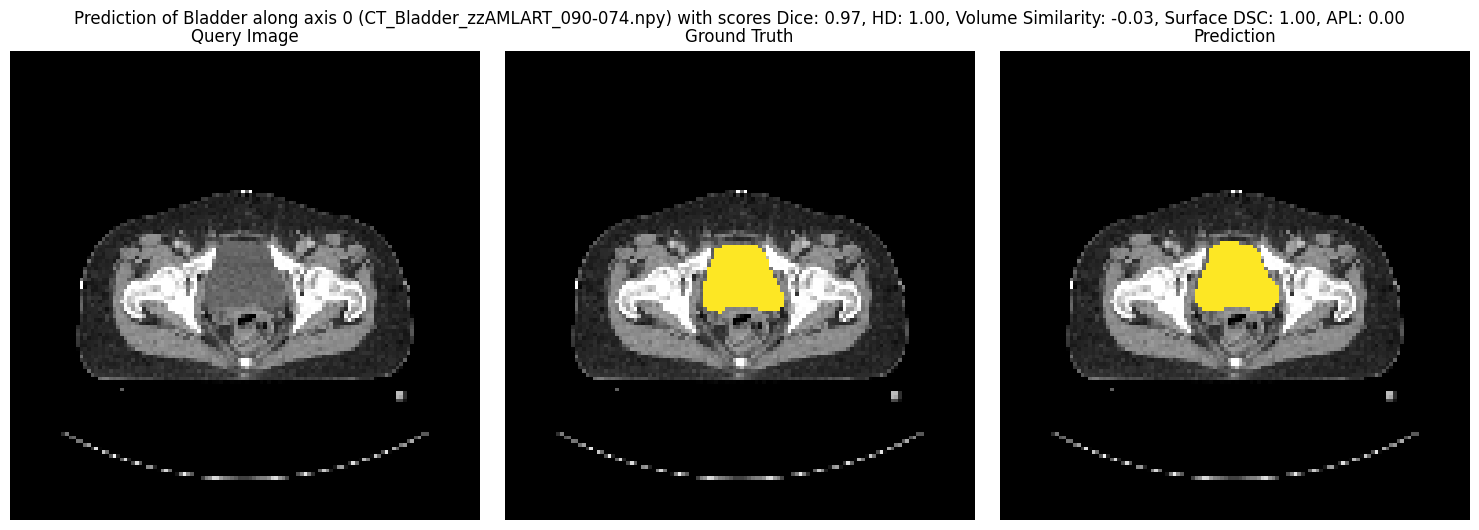 Prediction of Bladder along axis 0 (CT_Bladder_zzAMLART_090-074.npy) with scores Dice: 0.97, HD: 1.00, Volume Similarity: -0.03, Surface DSC: 1.00, APL: 0.00
Query Image
Ground Truth
Prediction